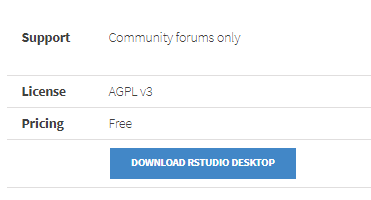 Support Community forums only
License AGPL v3
Pricing Free
DOWNLOAD RSTUDIO DESKTOP